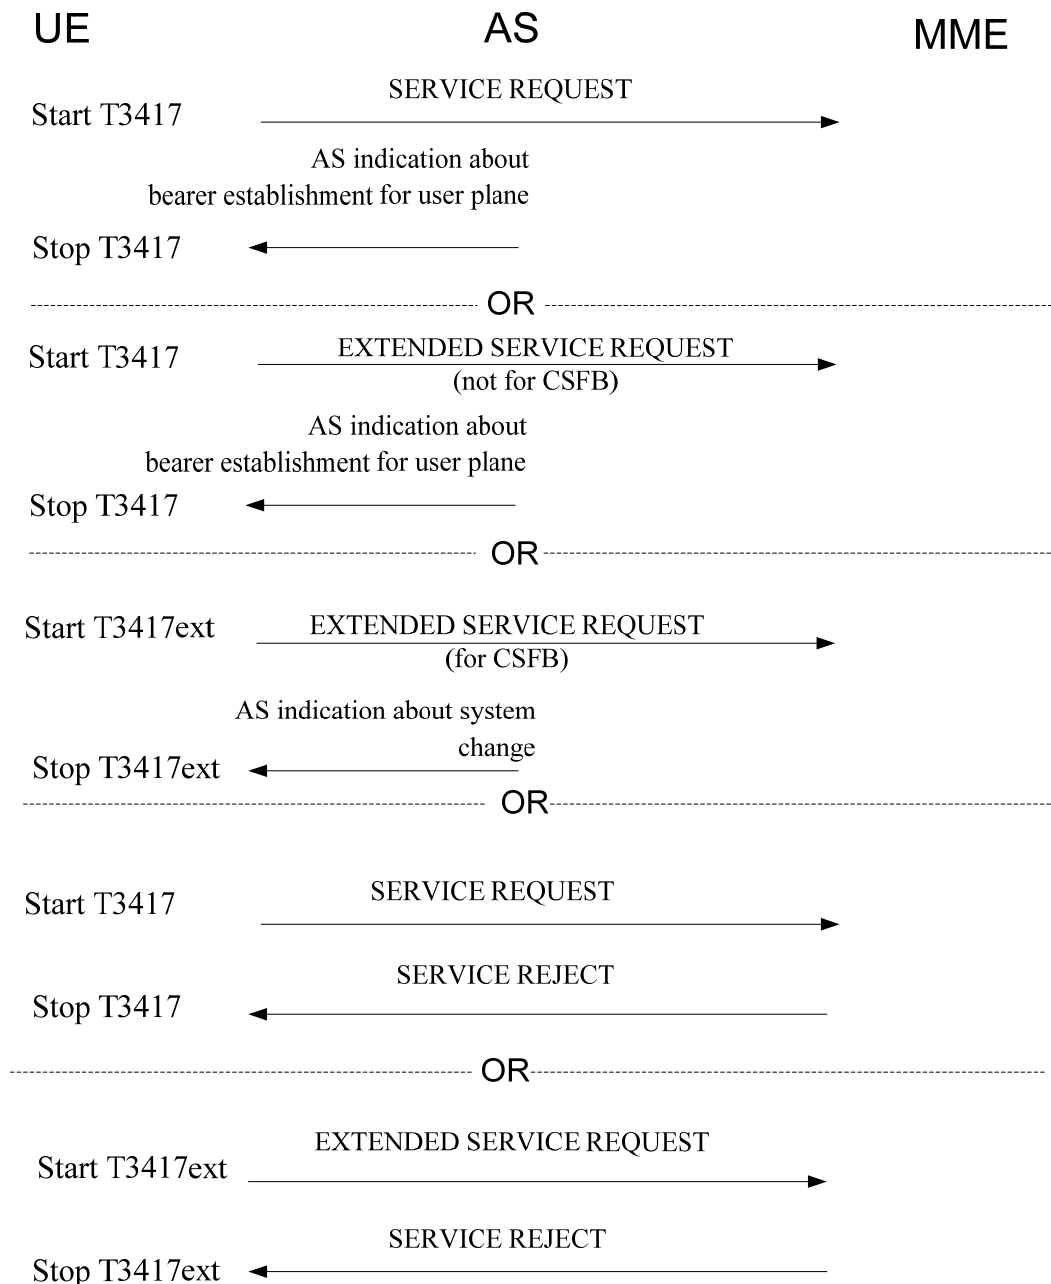 UE AS MME
SERVICE REQUEST
Start T3417
AS indication about
bearer establishment for user plane
Stop T3417
OR
EXTENDED SERVICE REQUEST
Start T3417
(not for CSFB)
AS indication about
bearer establishment for user plane
Stop T3417
OR
EXTENDED SERVICE REQUEST
Start T3417ext
(for CSFB)
AS indication about system
change
Stop T3417ext
OR
SERVICE REQUEST
Start T3417
SERVICE REJECT
Stop T3417
OR
EXTENDED SERVICE REQUEST
Start T3417ext
SERVICE REJECT
Stop T3417ext